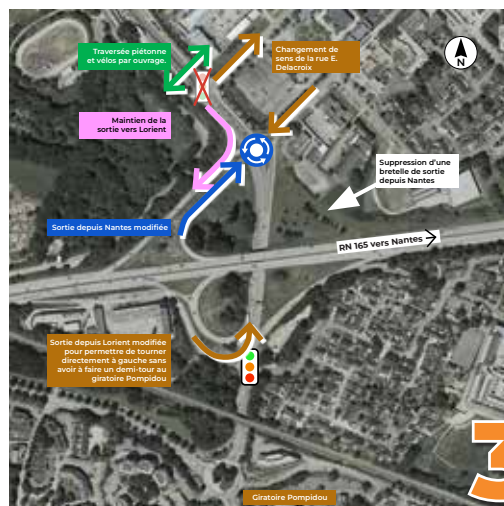 Traversée piétonne
et vélos par ouvrage.
Changement de
sens de la rue E.
Delacroix
N
Maintien de la
sortie vers Lorient
Suppression d’une
bretelle de sortie
depuis Nantes
Sortie depuis Nantes modifiée
RN 165 vers Nantes
Sortie depuis Lorient modifiée
pour permettre de tourner
directement à gauche sans
avoir à faire un demi-tour au
giratoire Pompidou
3
Giratoire Pompidou